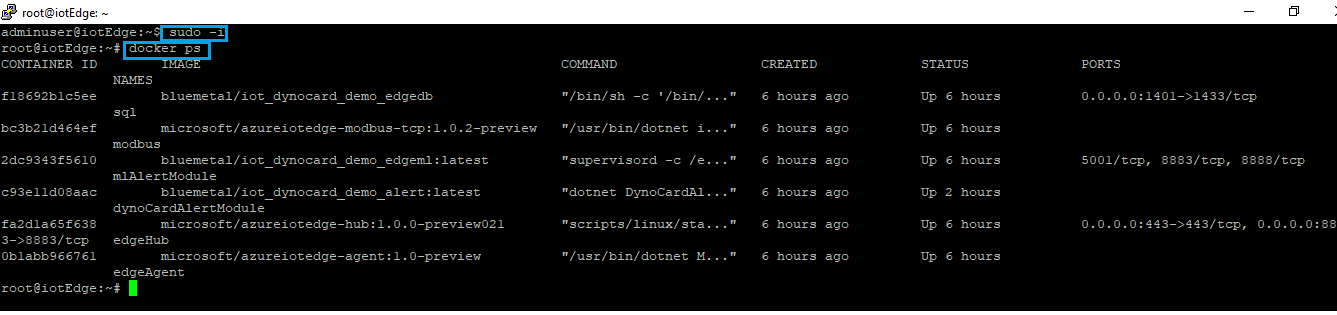 root@iotEdge: ~
adminuser@iotEdge:~$ sudo -i
root@iotEdge:~# docker ps
CONTAINER ID        IMAGE                                             COMMAND                  CREATED             STATUS              PORTS
              NAMES
f18692b1c5ee        bluemetal/iot_dynocard_demo_edgedb                "/bin/sh -c '/bin/..."   6 hours ago         Up 6 hours          0.0.0.0:1401->1433/tcp
              sql
bc3b21d464ef        microsoft/azureiotedge-modbus-tcp:1.0.2-preview   "/usr/bin/dotnet i..."   6 hours ago         Up 6 hours
              modbus
2dc9343f5610        bluemetal/iot_dynocard_demo_edgeml:latest         "supervisord -c /e..."   6 hours ago         Up 6 hours          5001/tcp, 8883/tcp, 8888/tcp
              mlAlertModule
c93e11d08aac        bluemetal/iot_dynocard_demo_alert:latest          "dotnet DynoCardAl..."   6 hours ago         Up 2 hours
              dynoCardAlertModule
fa2d1a65f638        microsoft/azureiotedge-hub:1.0.0-preview021       "scripts/linux/sta..."   6 hours ago         Up 6 hours          0.0.0.0:443->443/tcp, 0.0.0.0:88
3->8883/tcp   edgeHub
0b1abb966761        microsoft/azureiotedge-agent:1.0-preview          "/usr/bin/dotnet M..."   6 hours ago         Up 6 hours
              edgeAgent
root@iotEdge:~#